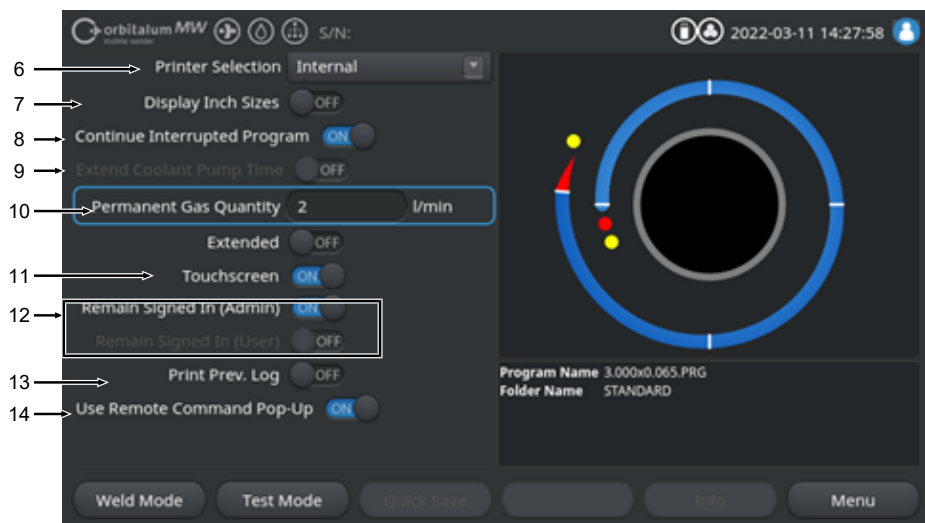 orbitalum MW S/N: 2022-03-11 14:27:58
mobile welder
6 Printer Selection Internal
7 Display Inch Sizes OFF
8 Continue Interrupted Program ON
9 Extend Coolant Pump Time OFF
10 Permanent Gas Quantity 2 l/min
Extended OFF
11 Touchscreen ON
12 Remain Signed In (Admin) ON
Remain Signed In (User) OFF
13 Print Prev. Log OFF
14 Use Remote Command Pop-Up ON
Program Name 3.000x0.065.PRG
Folder Name STANDARD
Weld Mode Test Mode Quick Save Info Menu